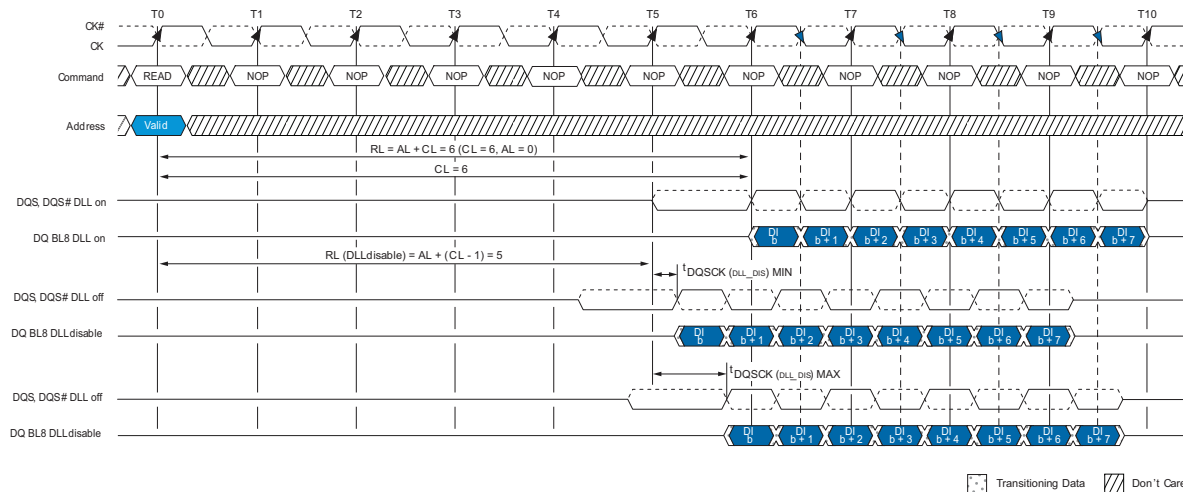 T0 T1 T2 T3 T4 T5 T6 T7 T8 T9 T10
CK#
CK
Command READ NOP NOP NOP NOP NOP NOP NOP NOP NOP NOP
Address Valid
RL = AL + CL = 6 (CL = 6, AL = 0)
CL = 6
DQS, DQS# DLL on
DQ BL8 DLL on DI b DI b + 1 DI b + 2 DI b + 3 DI b + 4 DI b + 5 DI b + 6 DI b + 7
RL (DLLdisable) = AL + (CL - 1) = 5
tDQSCK (DLL_DIS) MIN
DQS, DQS# DLL off
DQ BL8 DLLdisable DI b DI b + 1 DI b + 2 DI b + 3 DI b + 4 DI b + 5 DI b + 6 DI b + 7
tDQSCK (DLL_DIS) MAX
DQS, DQS# DLL off
DQ BL8 DLLdisable DI b DI b + 1 DI b + 2 DI b + 3 DI b + 4 DI b + 5 DI b + 6 DI b + 7
Transitioning Data Don't Care